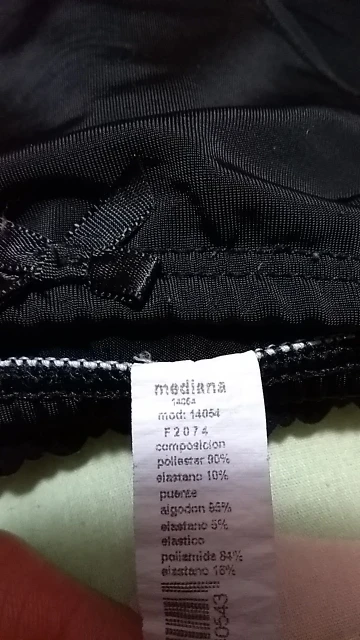 mediana
14054
mod: 14054
F2074
composicion
poliester 90%
elastano 10%
puente
algodon 95%
elastano 5%
elastico
poliamida 84%
elastano 16%
0543